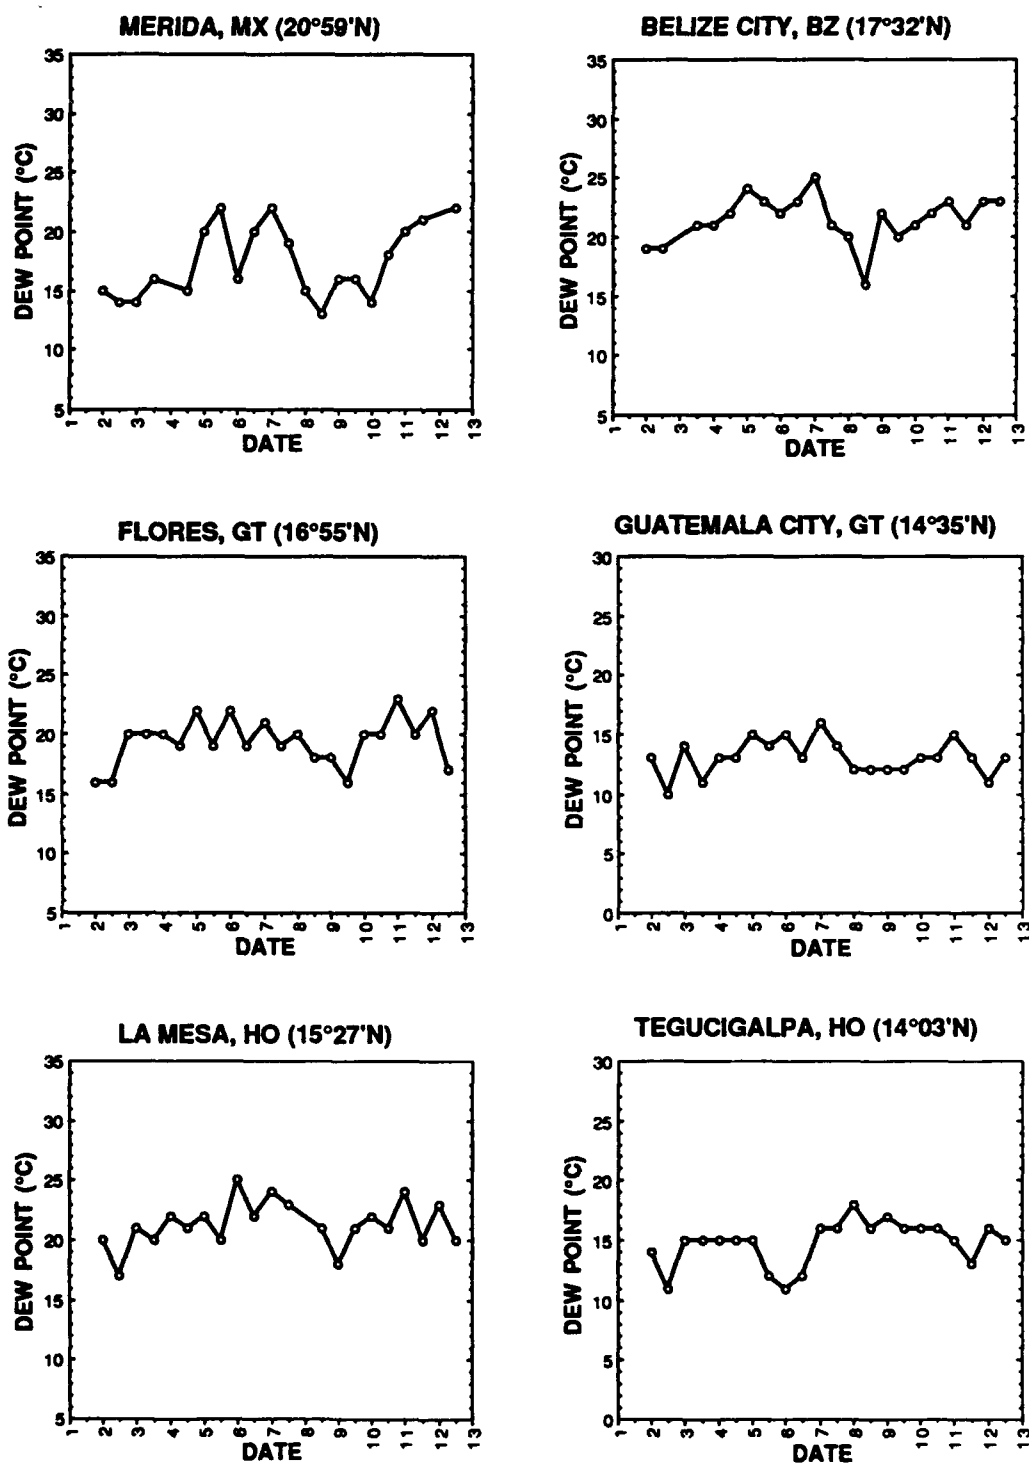 MERIDA, MX (20°59'N)
35
30
25
20
15
10
5
DEW POINT (°C)
1 2 3 4 5 6 7 8 9 10 11 12 13
DATE
BELIZE CITY, BZ (17°32'N)
35
30
25
20
15
10
5
DEW POINT (°C)
1 2 3 4 5 6 7 8 9 10 11 12 13
DATE
FLORES, GT (16°55'N)
35
30
25
20
15
10
5
DEW POINT (°C)
1 2 3 4 5 6 7 8 9 10 11 12 13
DATE
GUATEMALA CITY, GT (14°35'N)
30
25
20
15
10
5
0
DEW POINT (°C)
1 2 3 4 5 6 7 8 9 10 11 12 13
DATE
LA MESA, HO (15°27'N)
35
30
25
20
15
10
5
DEW POINT (°C)
1 2 3 4 5 6 7 8 9 10 11 12 13
DATE
TEGUCIGALPA, HO (14°03'N)
30
25
20
15
10
5
0
DEW POINT (°C)
1 2 3 4 5 6 7 8 9 10 11 12 13
DATE